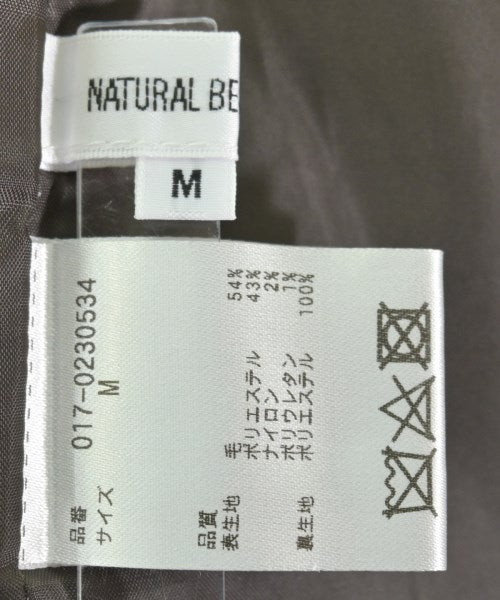 NATURAL BE
M
品番 017-0230534
サイズ M
品質
表生地 毛 54%
ポリエステル 43%
ナイロン 2%
ポリウレタン 1%
裏生地 ポリエステル 100%